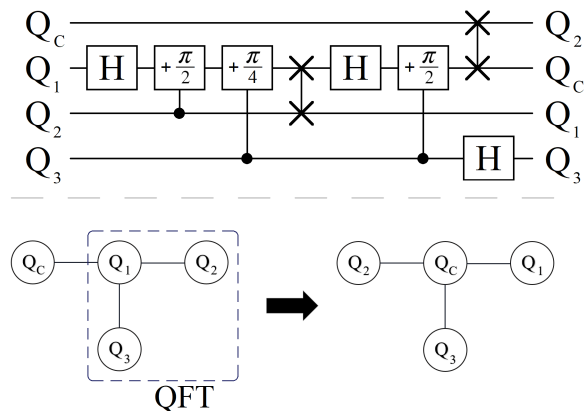 Q_C H + π/2 + π/4 H + π/2 Q_2
Q_1 Q_C
Q_2 Q_1
Q_3 H Q_3
Q_C Q_1 Q_2 Q_2 Q_C Q_1
Q_3 Q_3
QFT